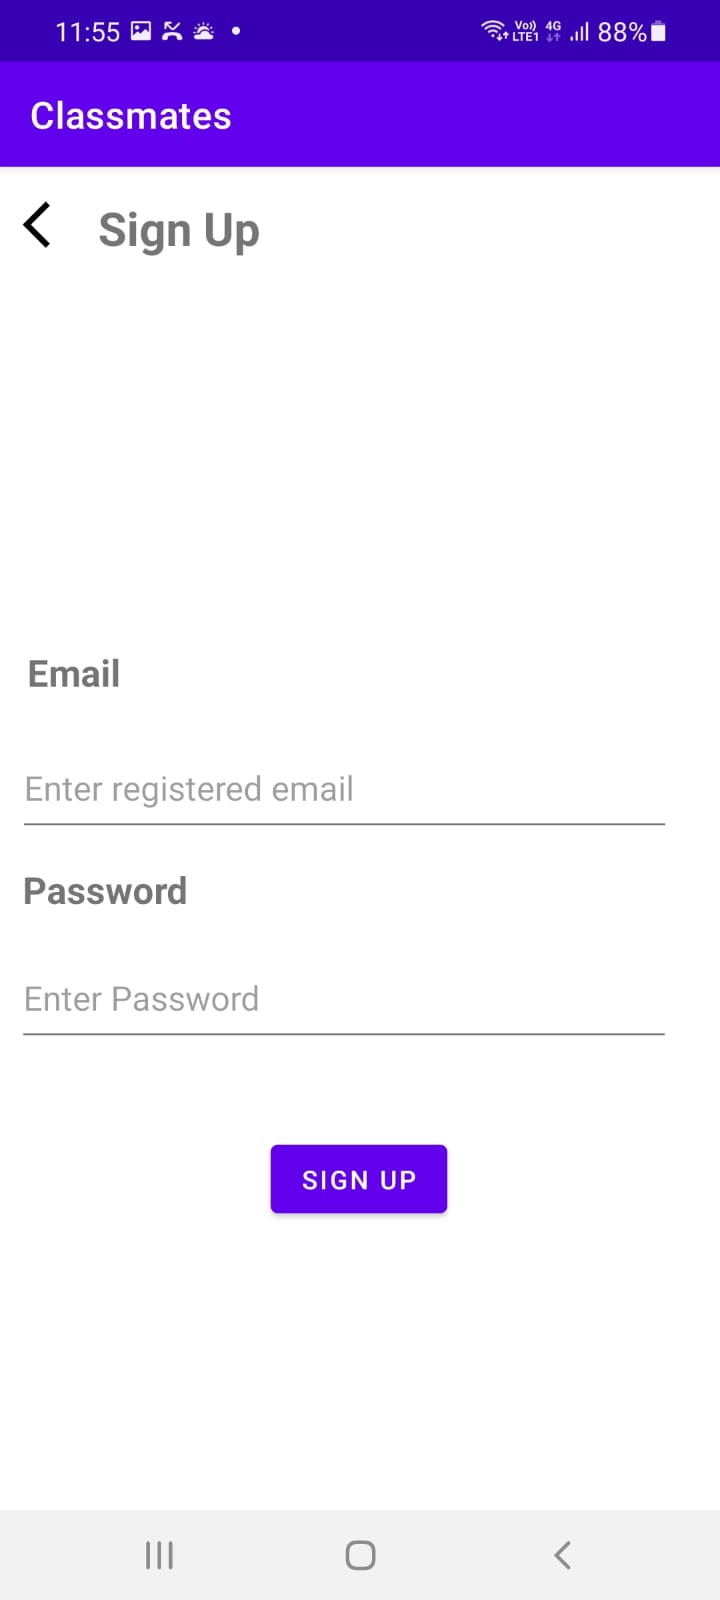 11:55 Vo)) LTE1 4G 88%
Classmates
Sign Up
Email
Enter registered email
Password
Enter Password
SIGN UP